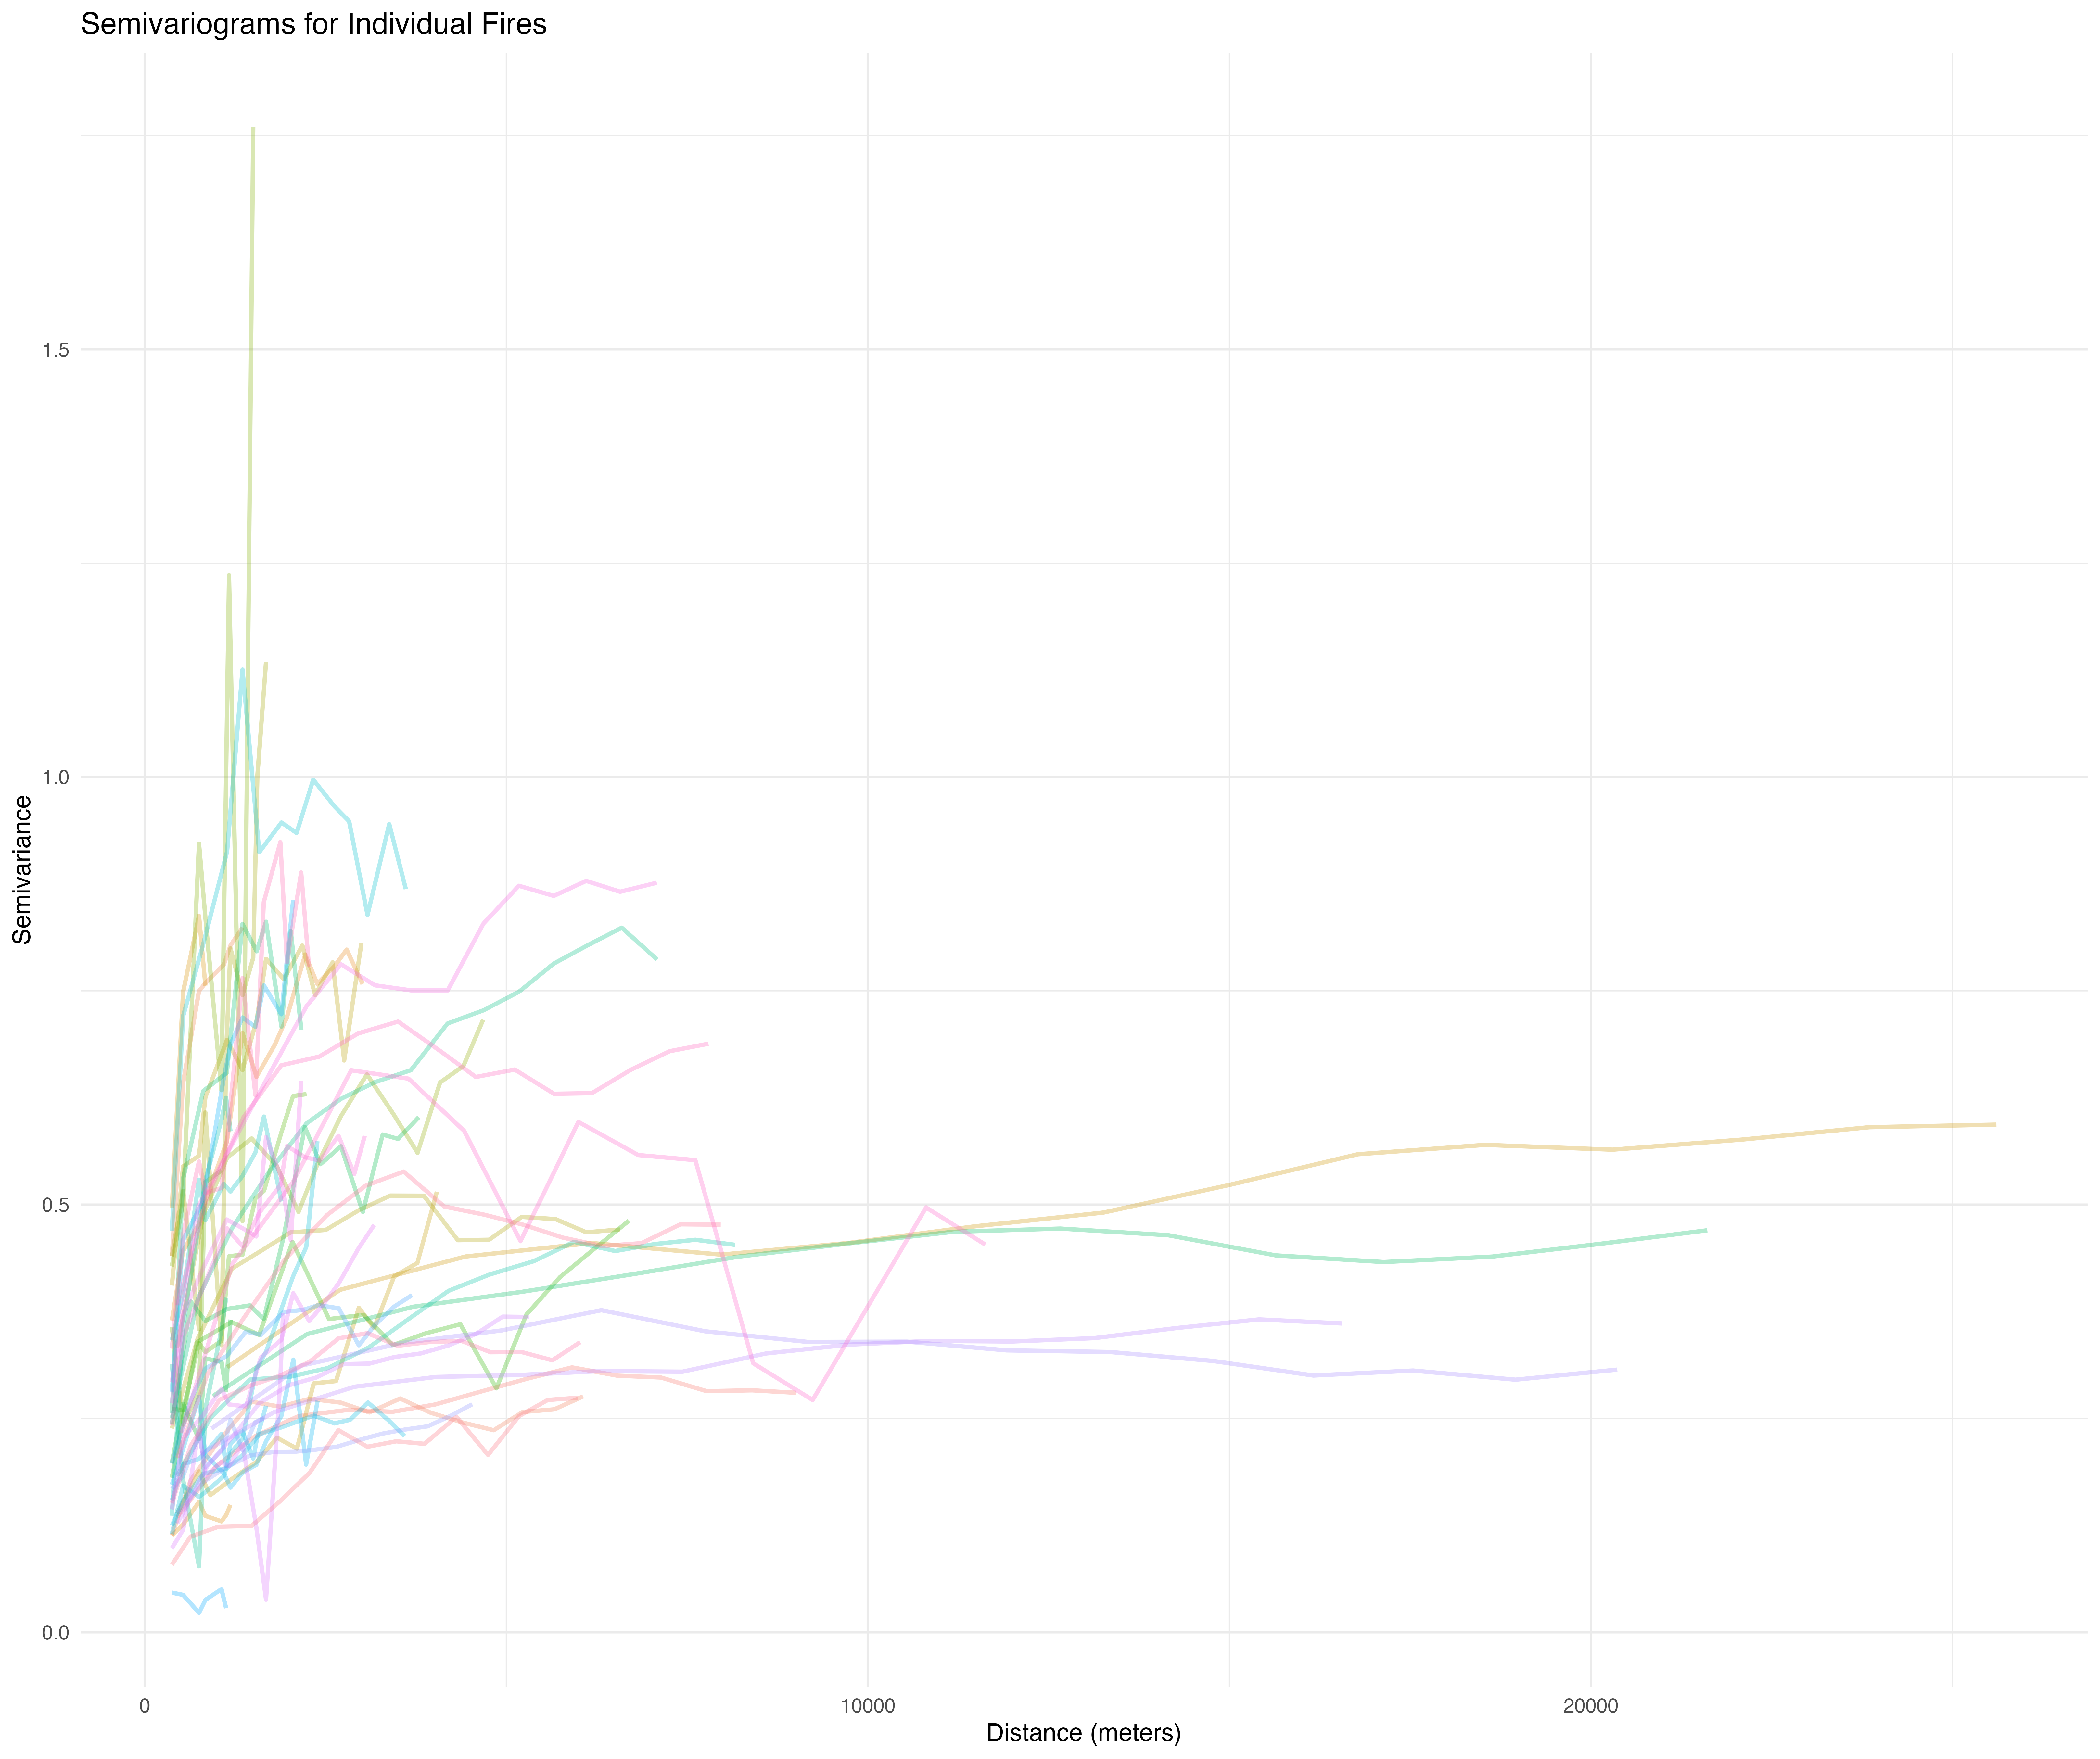 Semivariograms for Individual Fires
1.5
1.0
0.5
0.0
Semivariance
0
10000
20000
Distance (meters)